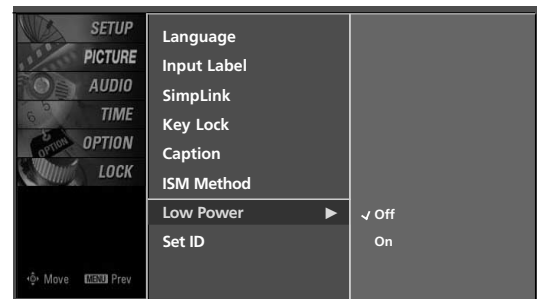 SETUP
PICTURE
AUDIO
TIME
OPTION
LOCK
Move MENU Prev
Language
Input Label
SimpLink
Key Lock
Caption
ISM Method
Low Power ▶
Set ID
✓ Off
On